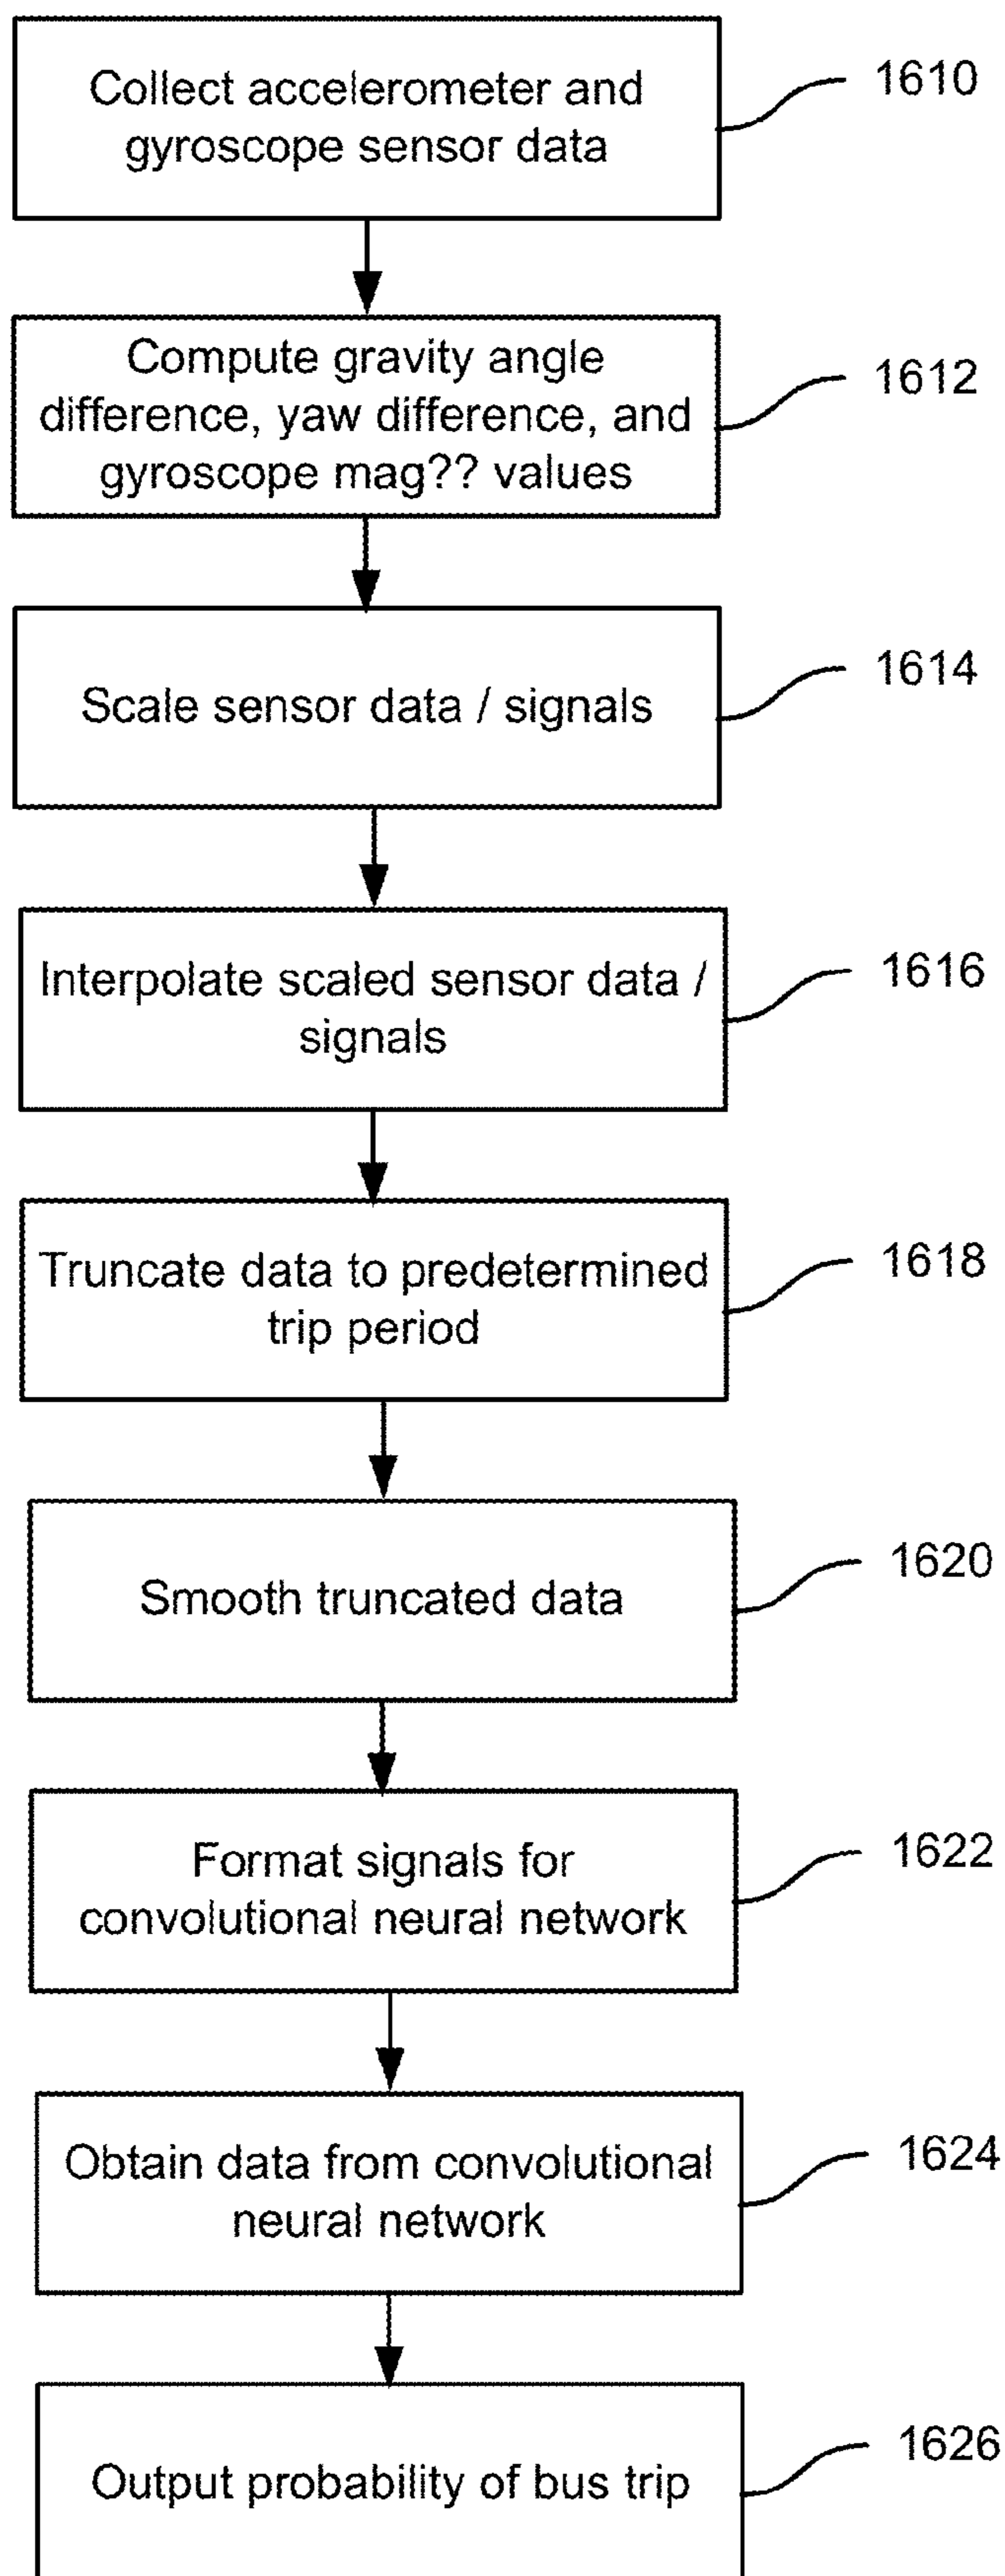 Collect accelerometer and
gyroscope sensor data
1610
Compute gravity angle
difference, yaw difference, and
gyroscope mag?? values
1612
Scale sensor data / signals
1614
Interpolate scaled sensor data /
signals
1616
Truncate data to predetermined
trip period
1618
Smooth truncated data
1620
Format signals for
convolutional neural network
1622
Obtain data from convolutional
neural network
1624
Output probability of bus trip
1626